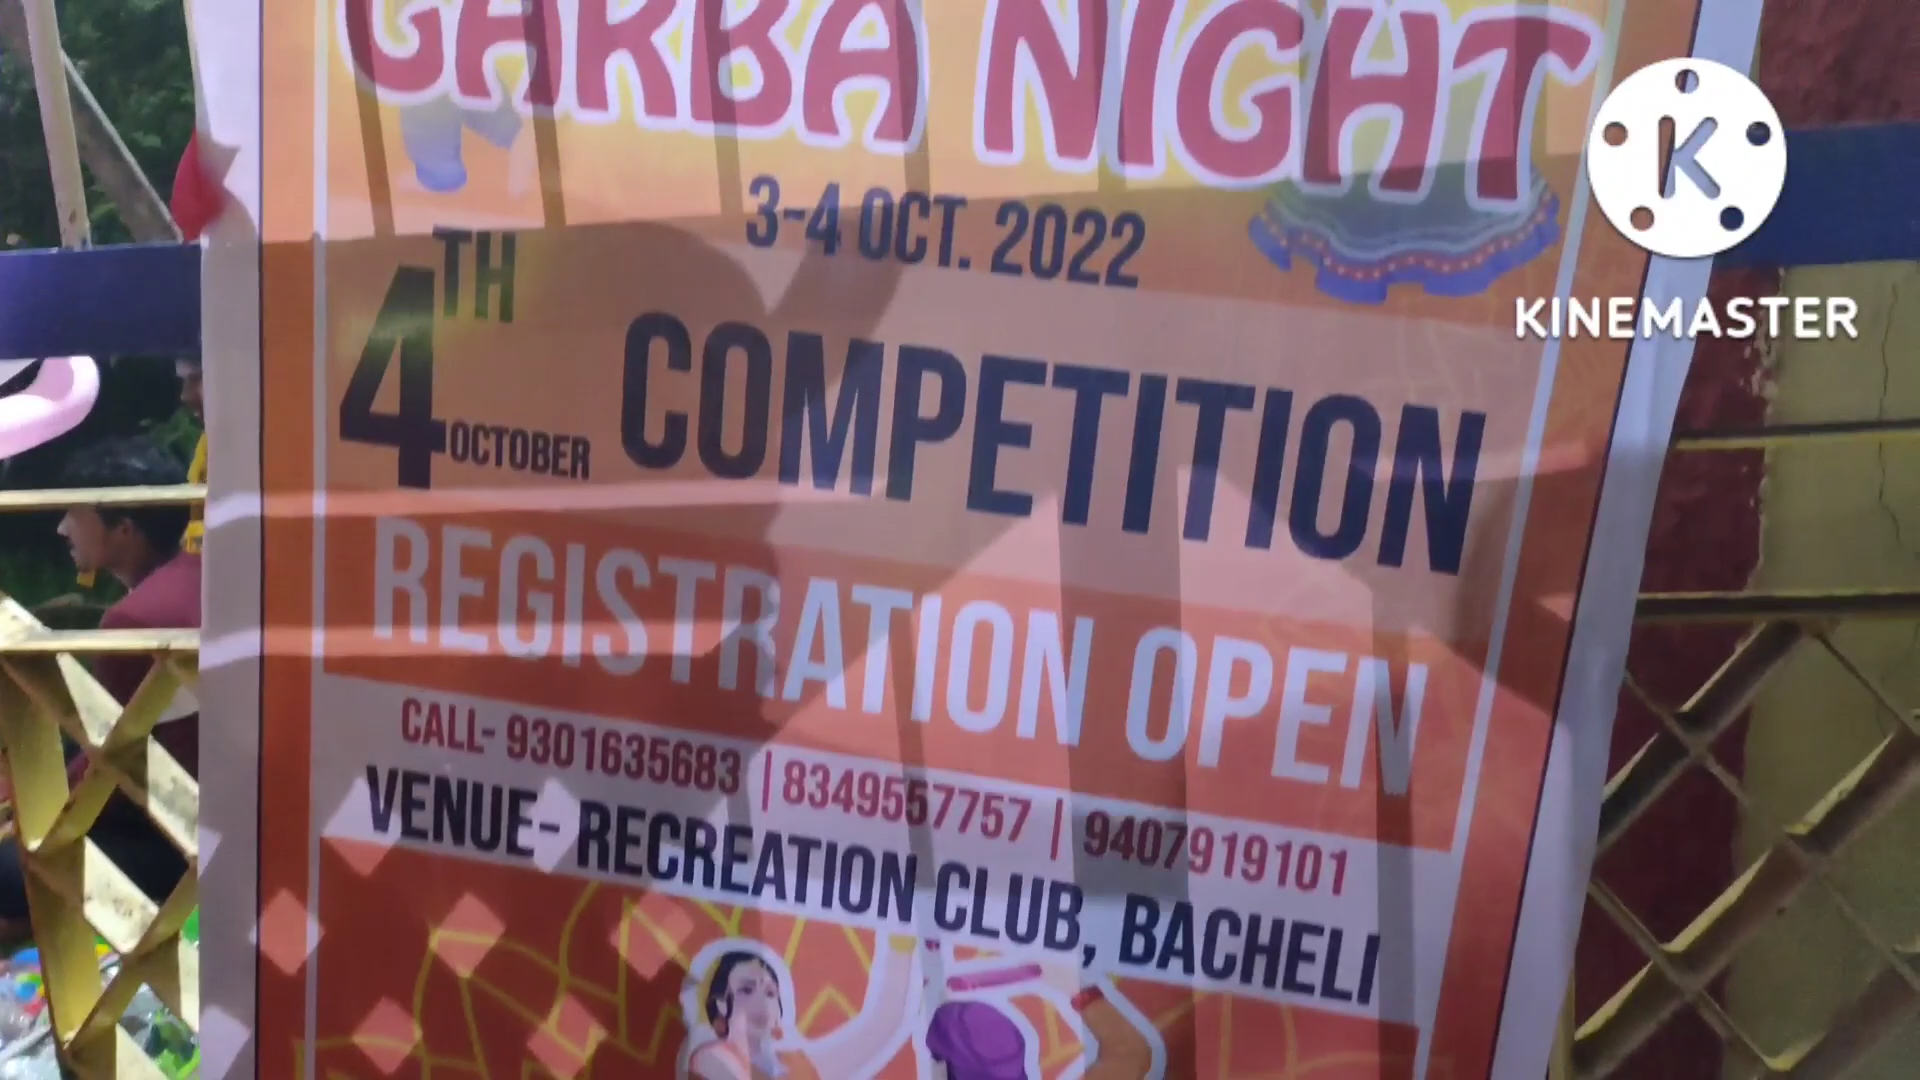 GARBA NIGHT
3-4 OCT. 2022
4TH OCTOBER COMPETITION
REGISTRATION OPEN
CALL- 9301635683 | 8349557757 | 9407919101
VENUE- RECREATION CLUB, BACHELI
K
KINEMASTER